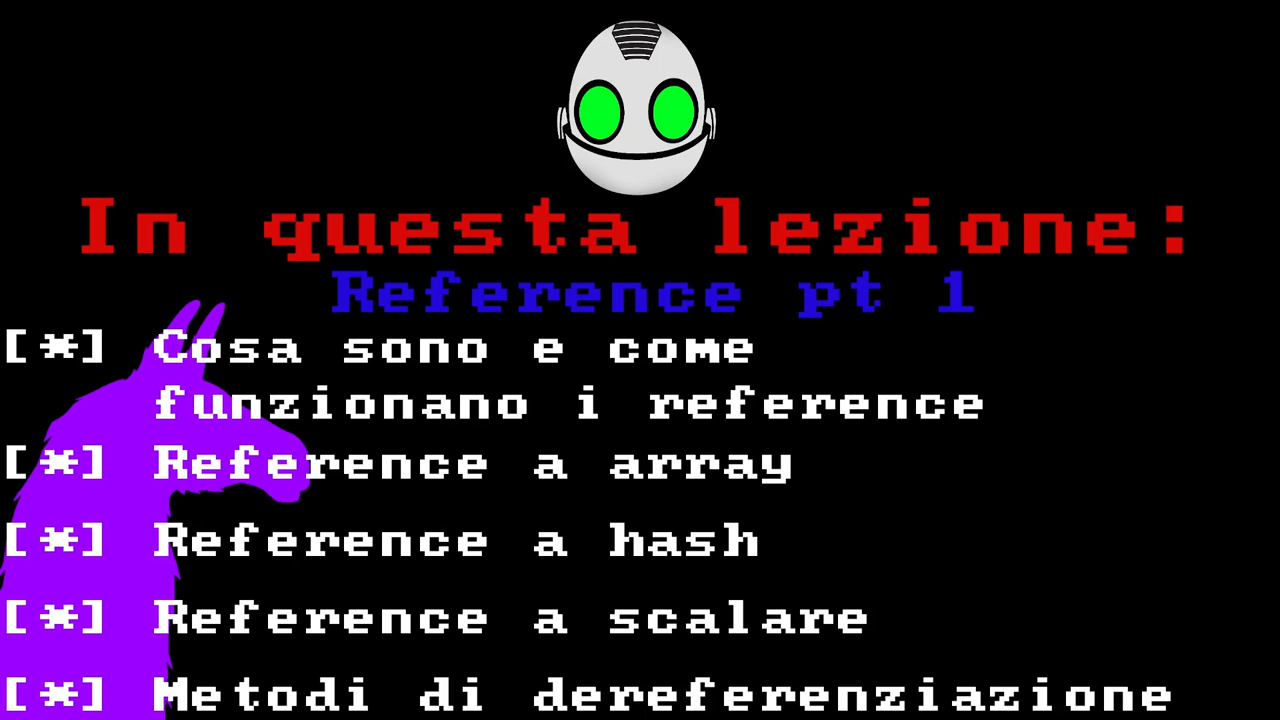 In questa lezione:
Reference pt 1
[*] Cosa sono e come
funzionano i reference
[*] Reference a array
[*] Reference a hash
[*] Reference a scalare
[*] Metodi di dereferenziazione